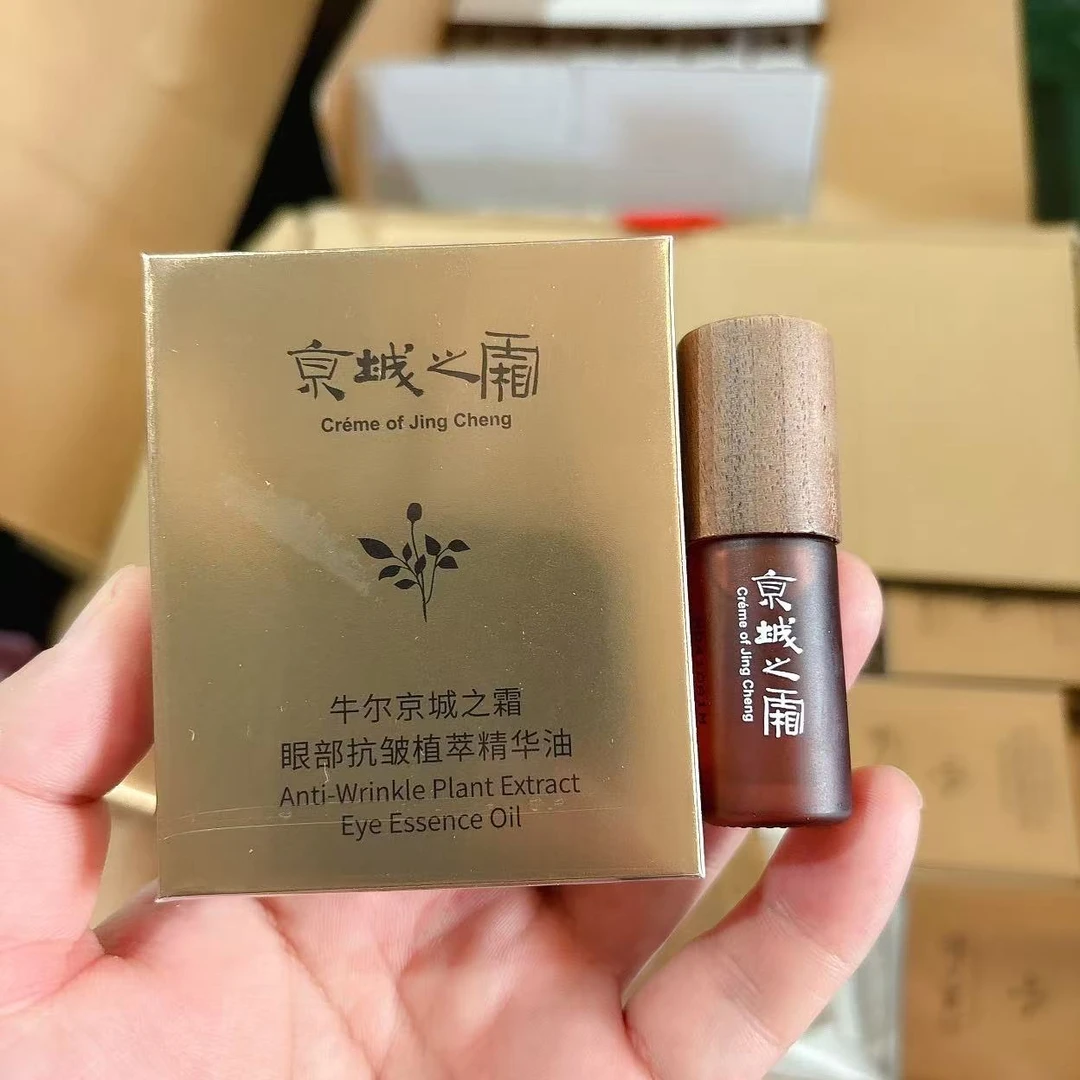 京城之霜
Créme of Jing Cheng
牛尔京城之霜
眼部抗皱植萃精华油
Anti-Wrinkle Plant Extract
Eye Essence Oil
京城之霜
Créme of Jing Cheng